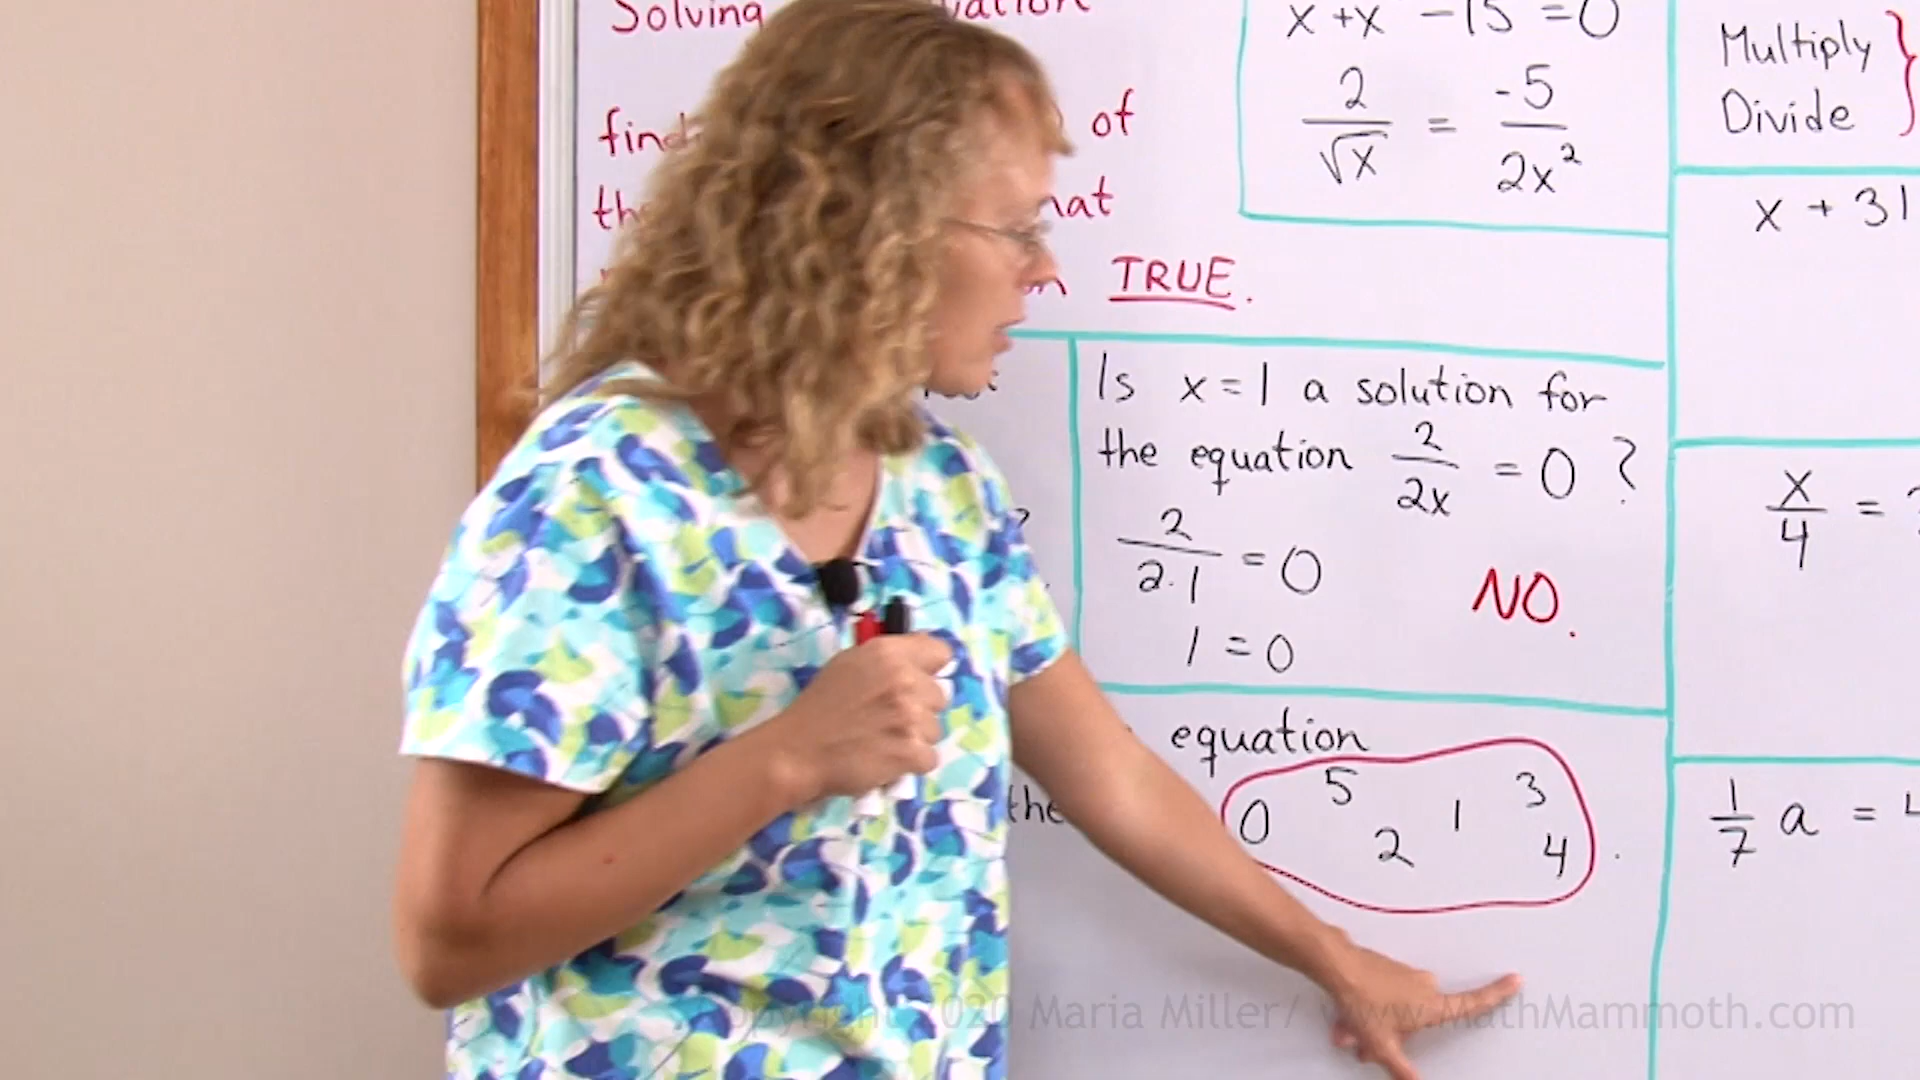 Solving
find of
that
TRUE.
x + x - 15 = 0
2/√x = -5/2x²
Multiply
Divide
x + 31
Is x = 1 a solution for
the equation 2/2x = 0 ?
2/2·1 = 0
NO.
1 = 0
x/4 =
equation
the
0 5 2 1 3 4 .
1/7 a =
Copyright 2020 Maria Miller/ www.MathMammoth.com